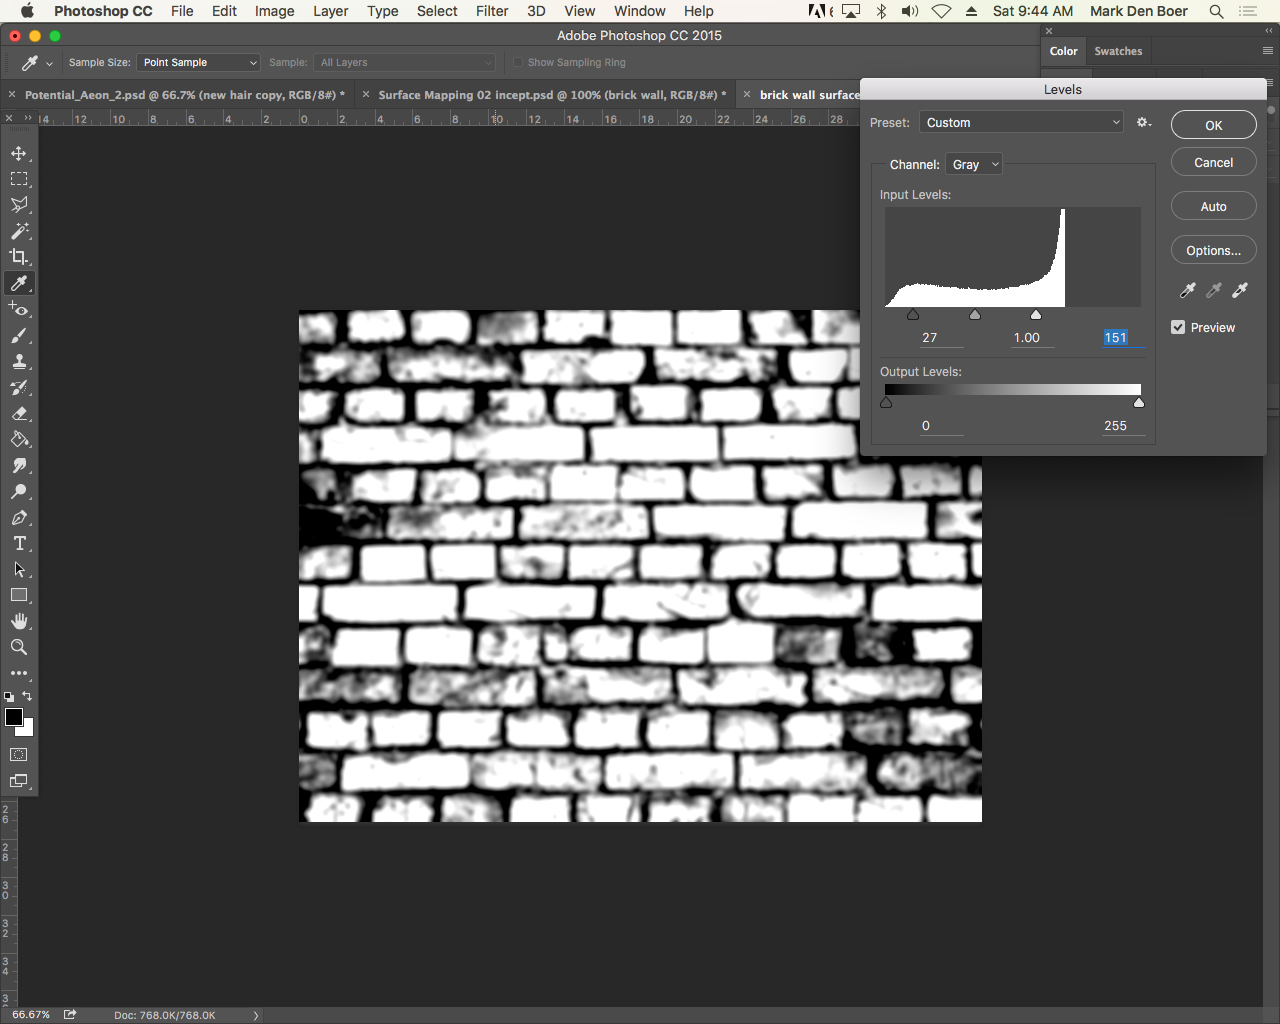 Photoshop CC File Edit Image Layer Type Select Filter 3D View Window Help 6 Sat 9:44 AM Mark Den Boer
Adobe Photoshop CC 2015
Sample Size: Point Sample Sample: All Layers Show Sampling Ring
Color Swatches
Potential_Aeon_2.psd @ 66.7% (new hair copy, RGB/8#) *
Surface Mapping 02 incept.psd @ 100% (brick wall, RGB/8#) *
brick wall surface
14 12 10 8 6 4 2 0 2 4 6 8 10 12 14 16 18 20 22 24 26 28
Levels
Preset: Custom
OK
Channel: Gray
Cancel
Input Levels:
Auto
Options...
27 1.00 151
Preview
Output Levels:
0 255
T
26
28
30
32
34
66.67% Doc: 768.0K/768.0K